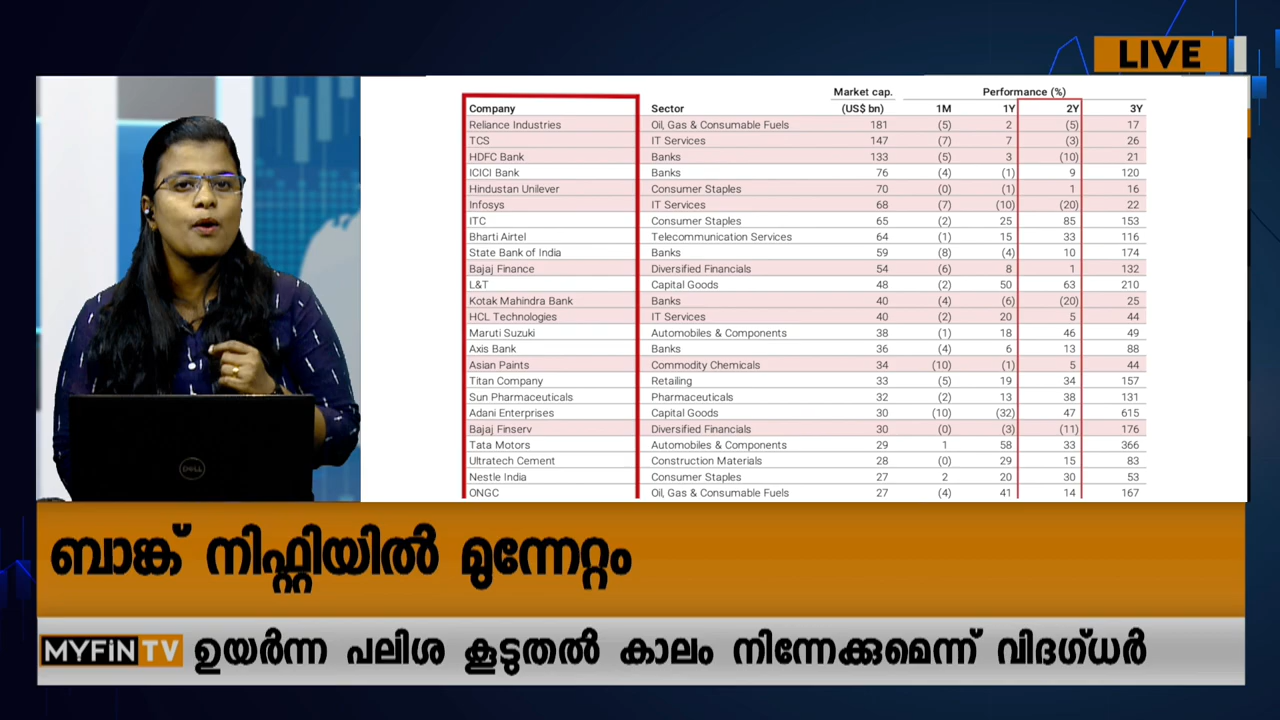 LIVE
Market cap. Performance (%)
Company Sector (US$ bn) 1M 1Y 2Y 3Y
Reliance Industries Oil, Gas & Consumable Fuels 181 (5) 2 (5) 17
TCS IT Services 147 (7) 7 (3) 26
HDFC Bank Banks 133 (5) 3 (10) 21
ICICI Bank Banks 76 (4) (1) 9 120
Hindustan Unilever Consumer Staples 70 (0) (1) 1 16
Infosys IT Services 68 (7) (10) (20) 22
ITC Consumer Staples 65 (2) 25 85 153
Bharti Airtel Telecommunication Services 64 (1) 15 33 116
State Bank of India Banks 59 (8) (4) 10 174
Bajaj Finance Diversified Financials 54 (6) 8 1 132
L&T Capital Goods 48 (2) 50 63 210
Kotak Mahindra Bank Banks 40 (4) (6) (20) 25
HCL Technologies IT Services 40 (2) 20 5 44
Maruti Suzuki Automobiles & Components 38 (1) 18 46 49
Axis Bank Banks 36 (4) 6 13 88
Asian Paints Commodity Chemicals 34 (10) (1) 5 44
Titan Company Retailing 33 (5) 19 34 157
Sun Pharmaceuticals Pharmaceuticals 32 (2) 13 38 131
Adani Enterprises Capital Goods 30 (10) (32) 47 615
Bajaj Finserv Diversified Financials 30 (0) (3) (11) 176
Tata Motors Automobiles & Components 29 1 58 33 366
Ultratech Cement Construction Materials 28 (0) 29 15 83
Nestle India Consumer Staples 27 2 20 30 53
ONGC Oil, Gas & Consumable Fuels 27 (4) 41 14 167
DELL
ബാങ്ക് നിഫ്റ്റിയിൽ മുന്നേറ്റം
MYFiN TV ഉയർന്ന പലിശ കൂടുതൽ കാലം നിന്നേക്കുമെന്ന് വിദഗ്ധർ